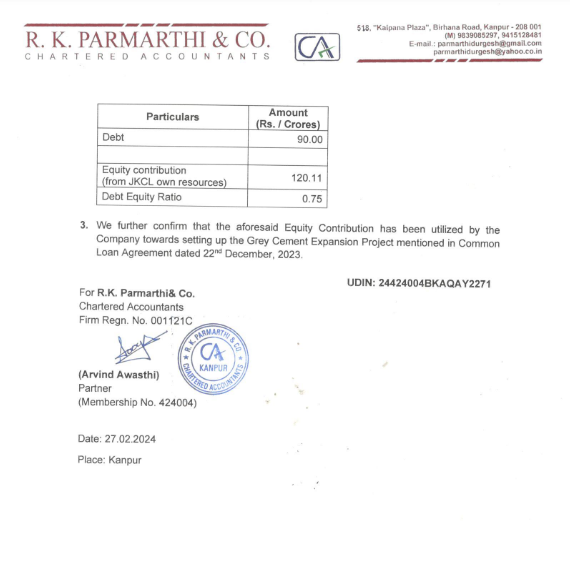 R. K. PARMARTHI & CO.
CHARTERED ACCOUNTANTS
CA
518, "Kalpana Plaza", Birhana Road, Kanpur - 208 001
(M) 9839085297, 9415128481
E-mail.: parmarthidurgesh@gmail.com
parmarthidurgesh@yahoo.co.in
Particulars
Amount
(Rs. / Crores)
Debt
90.00
Equity contribution
(from JKCL own resources)
120.11
Debt Equity Ratio
0.75
3. We further confirm that the aforesaid Equity Contribution has been utilized by the
Company towards setting up the Grey Cement Expansion Project mentioned in Common
Loan Agreement dated 22nd December, 2023.
UDIN: 24424004BKAQAY2271
For R.K. Parmarthi& Co.
Chartered Accountants
Firm Regn. No. 001121C
R. K. PARMARTHI & CO.
CA
KANPUR
CHARTERED ACCOUNTANTS
(Arvind Awasthi)
Partner
(Membership No. 424004)
Date: 27.02.2024
Place: Kanpur